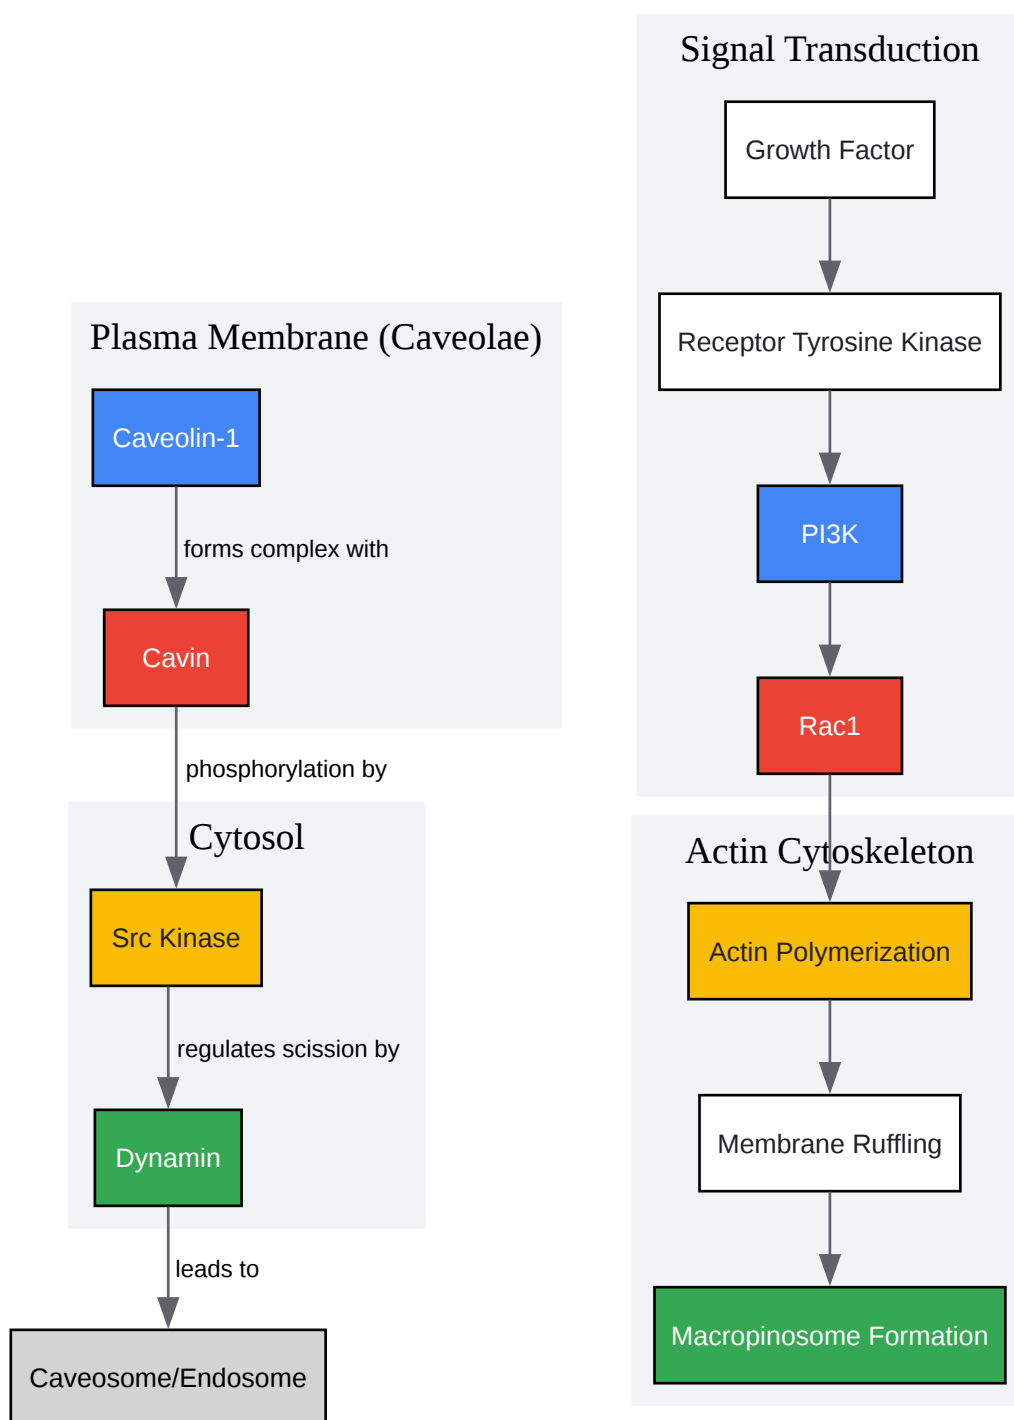 Plasma Membrane (Caveolae)
Caveolin-1
forms complex with
Cavin
phosphorylation by
Cytosol
Src Kinase
regulates scission by
Dynamin
leads to
Caveosome/Endosome
Signal Transduction
Growth Factor
Receptor Tyrosine Kinase
PI3K
Rac1
Actin Cytoskeleton
Actin Polymerization
Membrane Ruffling
Macropinosome Formation